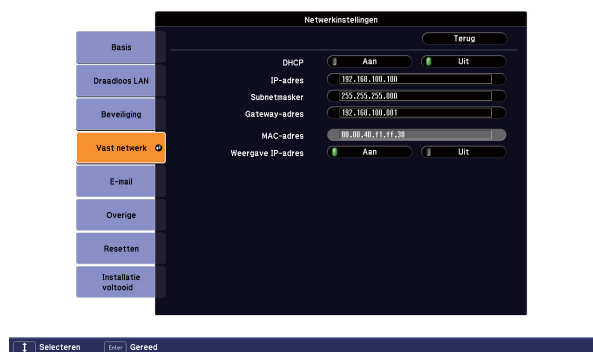 Netwerkinstellingen
Terug
Basis
DHCP Aan Uit
Draadloos LAN
IP-adres 192.168.100.100
Subnetmasker 255.255.255.000
Beveiliging
Gateway-adres 192.168.100.001
MAC-adres 00.00.48.f1.ff.38
Vast netwerk
Weergave IP-adres Aan Uit
E-mail
Overige
Resetten
Installatie
voltooid
Selecteren Enter Gereed